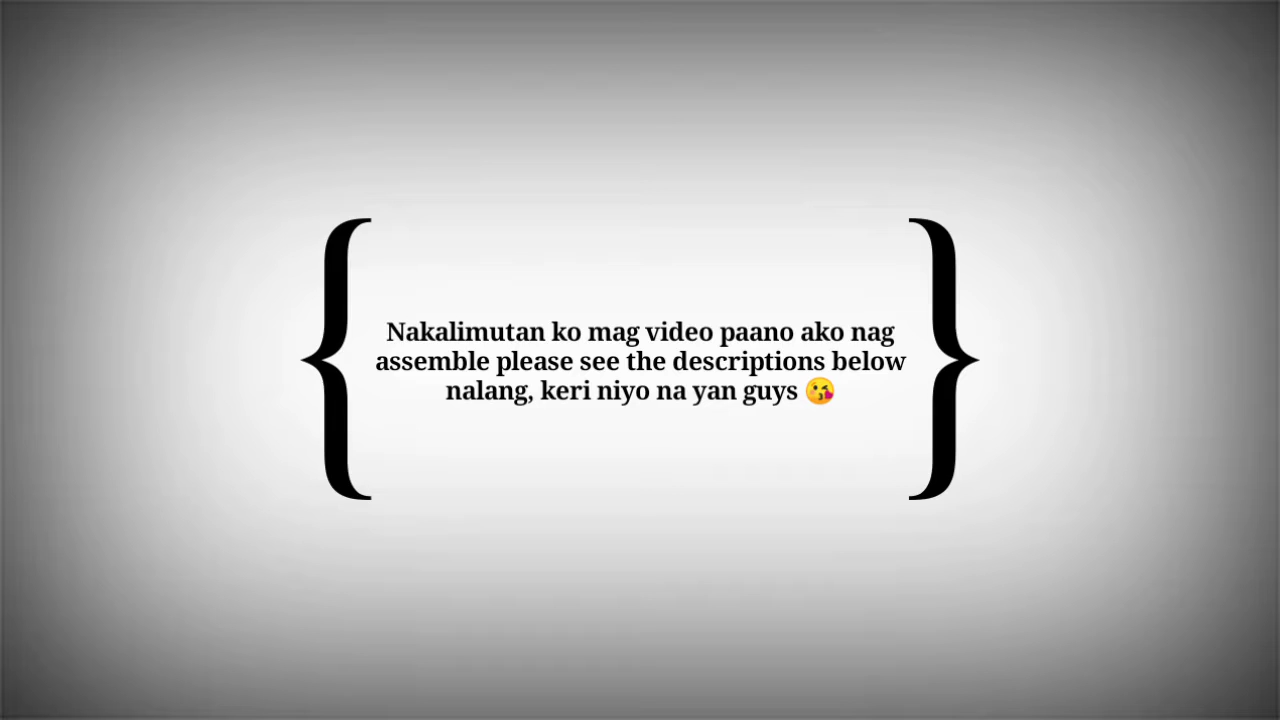 Nakalimutan ko mag video paano ako nag
assemble please see the descriptions below
nalang, keri niyo na yan guys 😘